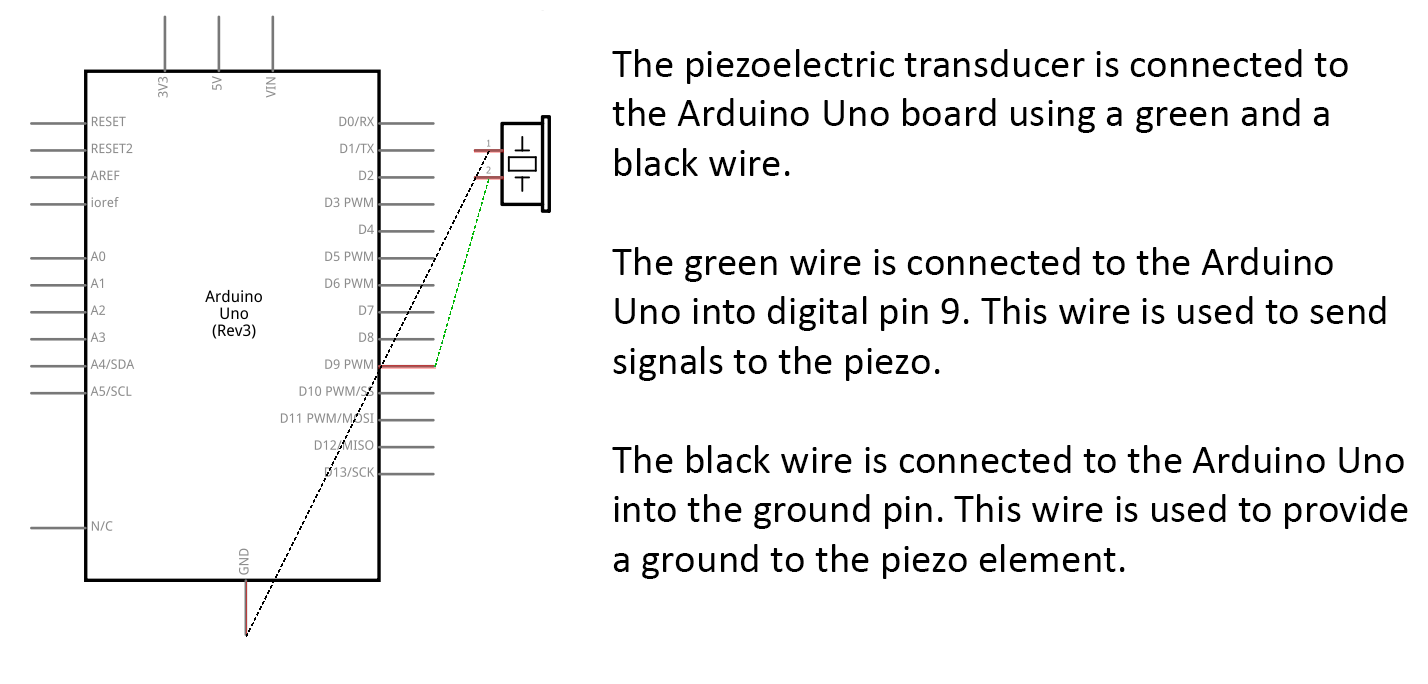 3V3
5V
VIN
RESET
RESET2
AREF
ioref
A0
A1
A2
A3
A4/SDA
A5/SCL
N/C
Arduino
Uno
(Rev3)
D0/RX
D1/TX
D2
D3 PWM
D4
D5 PWM
D6 PWM
D7
D8
D9 PWM
D10 PWM/SS
D11 PWM/MOSI
D12/MISO
D13/SCK
GND
1
2
The piezoelectric transducer is connected to
the Arduino Uno board using a green and a
black wire.
The green wire is connected to the Arduino
Uno into digital pin 9. This wire is used to send
signals to the piezo.
The black wire is connected to the Arduino Uno
into the ground pin. This wire is used to provide
a ground to the piezo element.